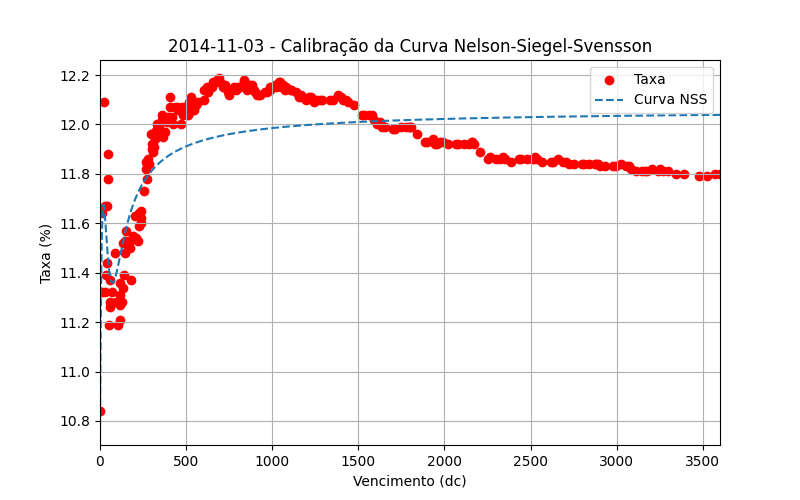 2014-11-03 - Calibração da Curva Nelson-Siegel-Svensson
Taxa
Curva NSS
Taxa (%)
12.2
12.0
11.8
11.6
11.4
11.2
11.0
10.8
0 500 1000 1500 2000 2500 3000 3500
Vencimento (dc)